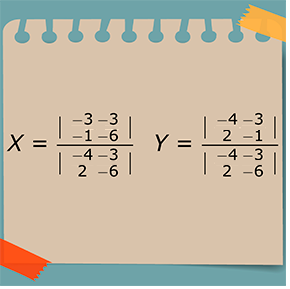 X = | −3 −3 | / | −4 −3 | Y = | −4 −3 | / | −4 −3 |
| −1 −6 | / | 2 −6 | | 2 −1 | / | 2 −6 |